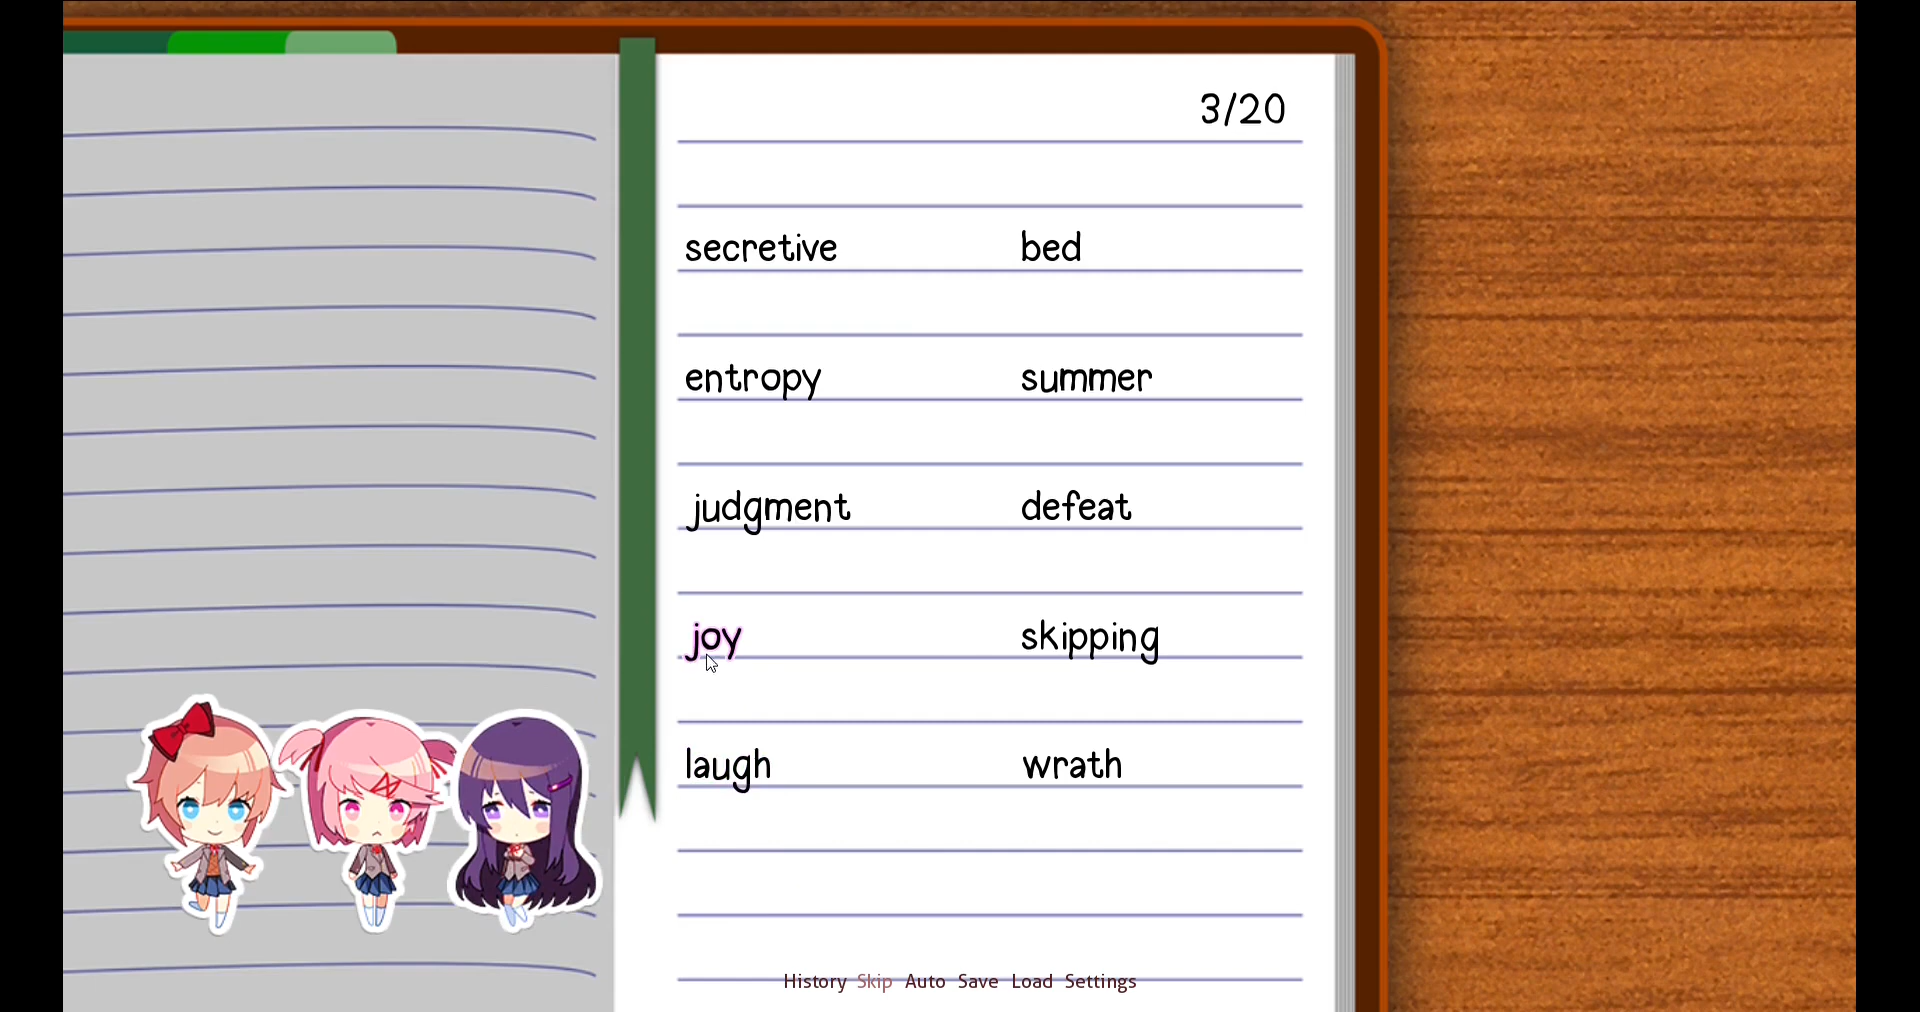 3/20
secretive bed
entropy summer
judgment defeat
joy skipping
laugh wrath
History Skip Auto Save Load Settings